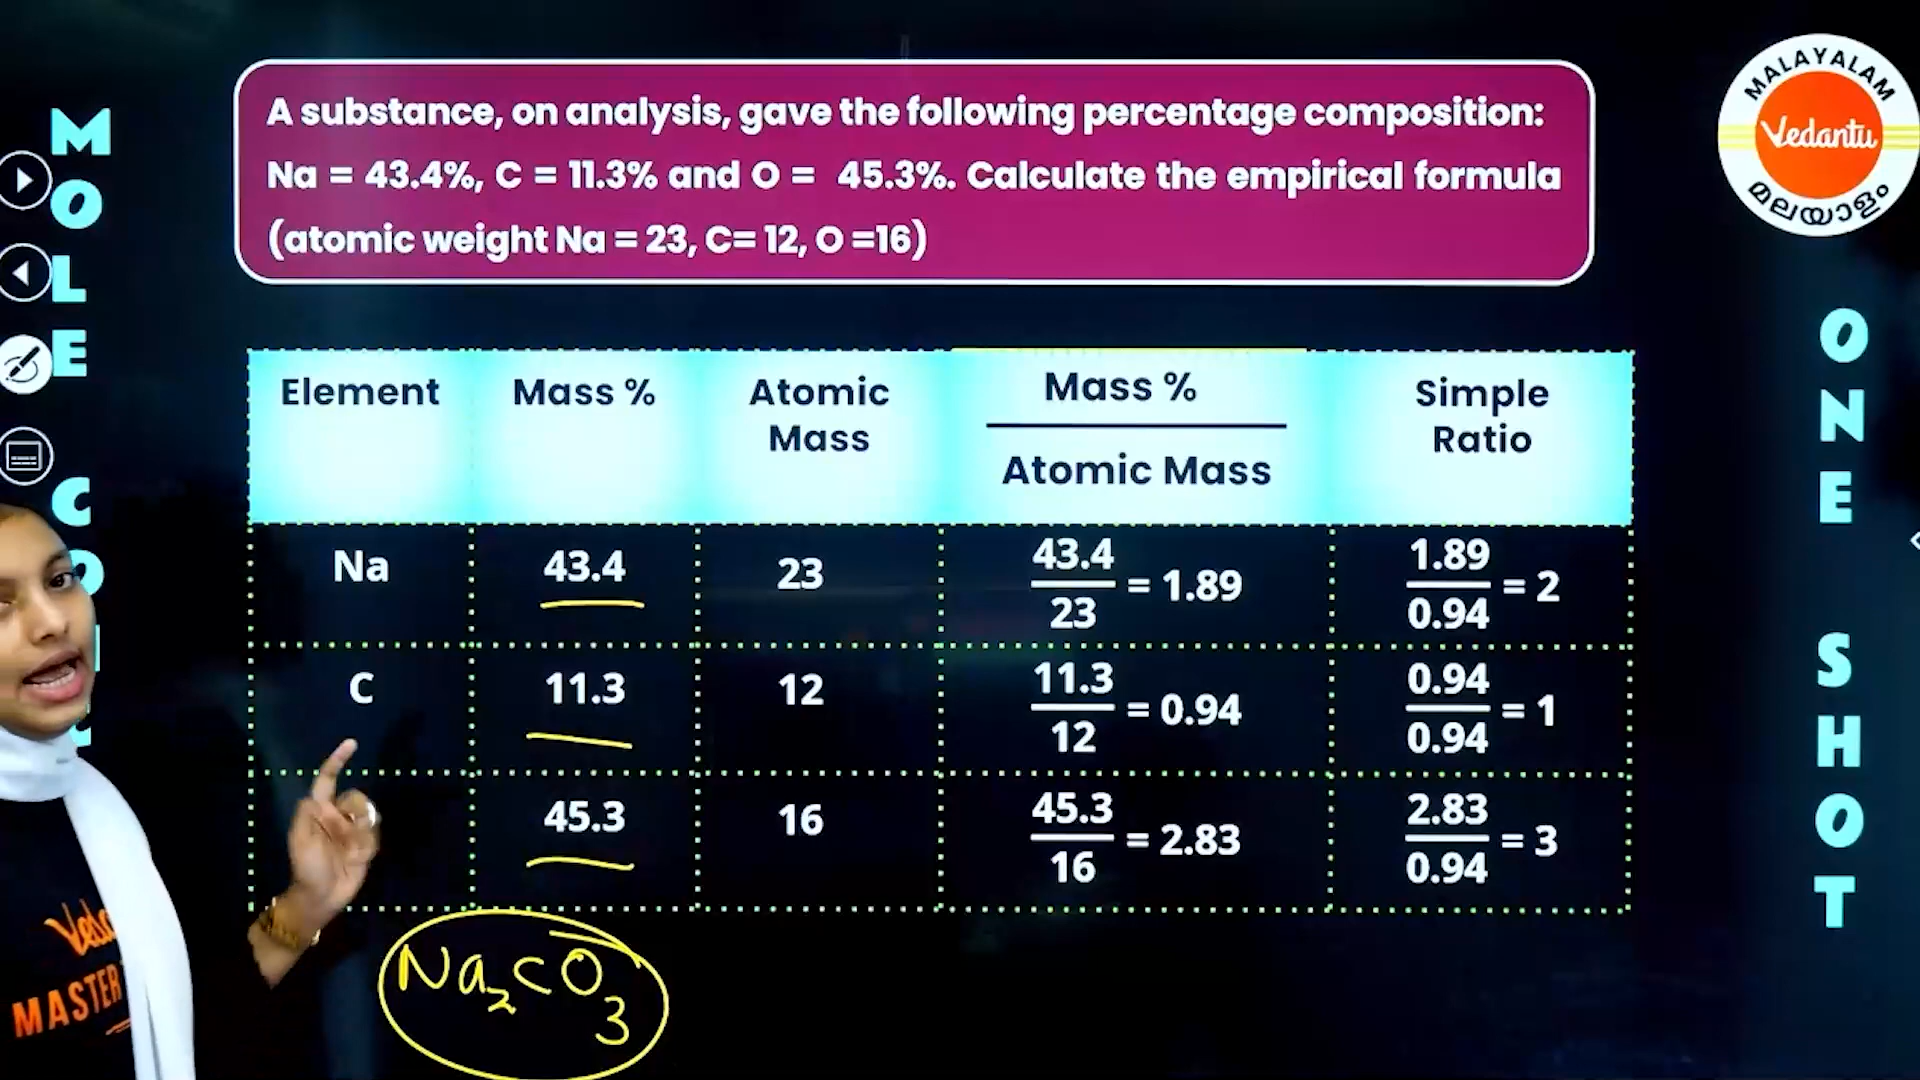 A substance, on analysis, gave the following percentage composition:
Na = 43.4%, C = 11.3% and O = 45.3%. Calculate the empirical formula
(atomic weight Na = 23, C= 12, O =16)
MALAYALAM
Vedantu
മലയാളം
MOLE
ONE SHOT
Element Mass % Atomic Mass Mass % / Atomic Mass Simple Ratio
Na 43.4 23 43.4/23 = 1.89 1.89/0.94 = 2
C 11.3 12 11.3/12 = 0.94 0.94/0.94 = 1
45.3 16 45.3/16 = 2.83 2.83/0.94 = 3
Na₂CO₃
MASTER